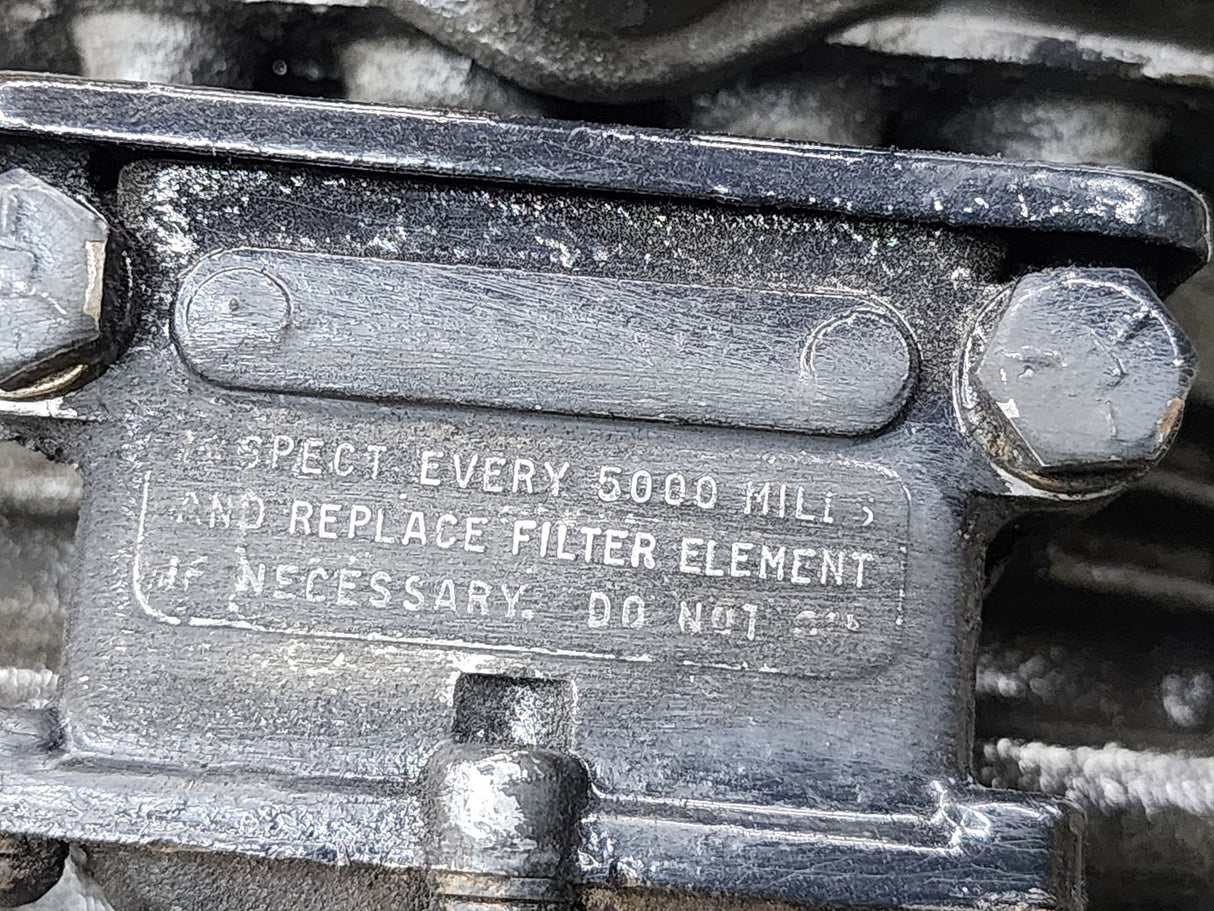 INSPECT EVERY 5000 MILES
AND REPLACE FILTER ELEMENT
IF NECESSARY. DO NOT